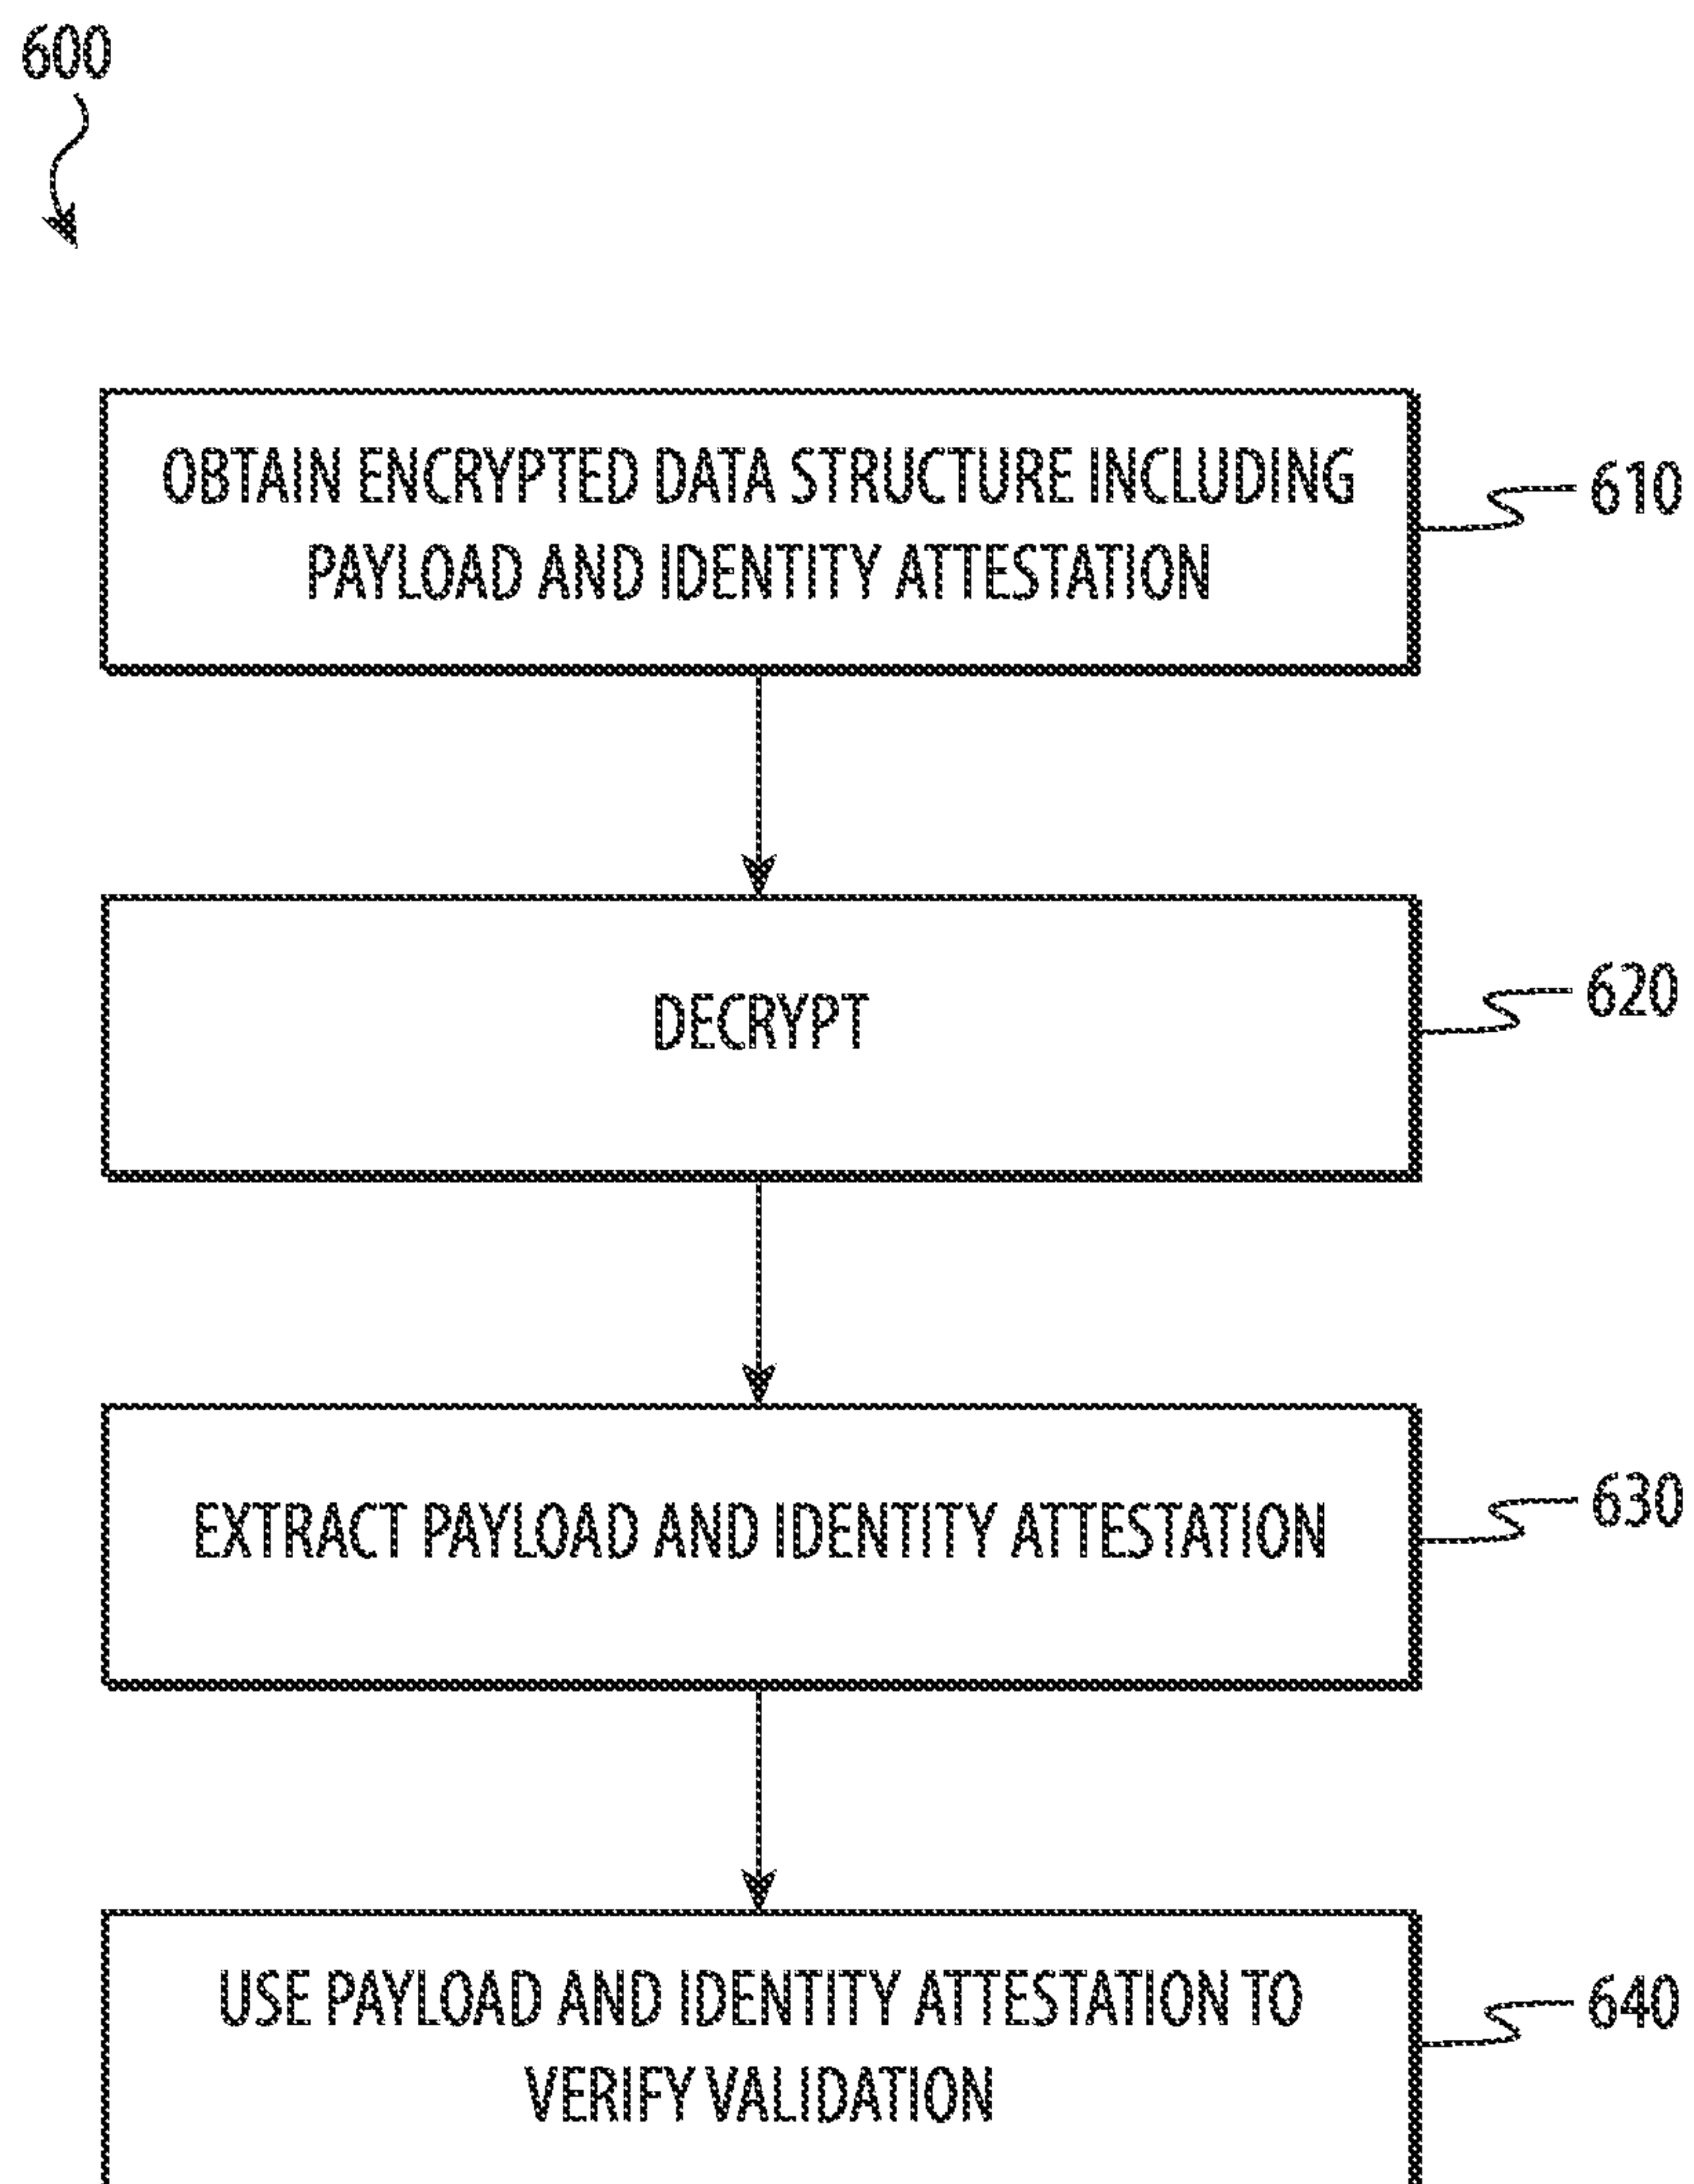 600
OBTAIN ENCRYPTED DATA STRUCTURE INCLUDING
PAYLOAD AND IDENTITY ATTESTATION
610
DECRYPT
620
EXTRACT PAYLOAD AND IDENTITY ATTESTATION
630
USE PAYLOAD AND IDENTITY ATTESTATION TO
VERIFY VALIDATION
640